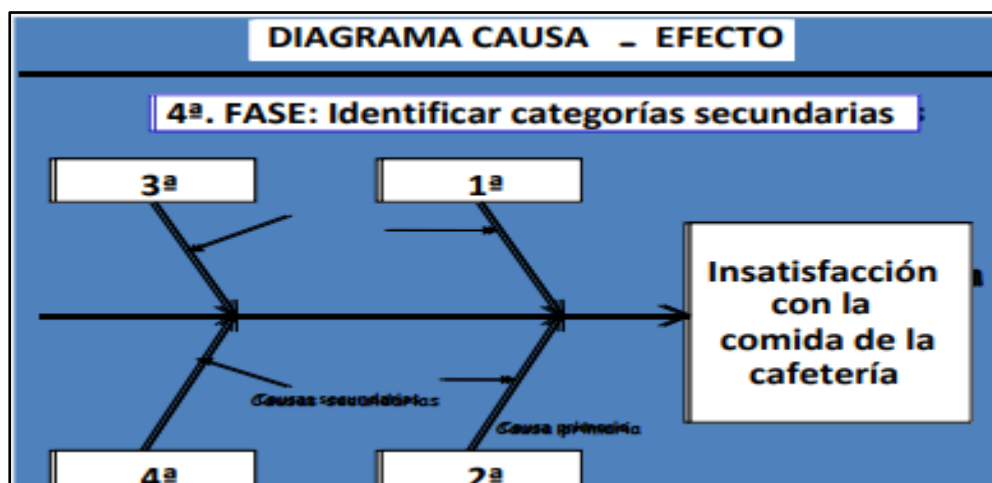 DIAGRAMA CAUSA - EFECTO
4ª. FASE: Identificar categorías secundarias
3ª
1ª
Insatisfacción
con la
comida de la
cafetería
Causas secundarias
Causa primaria
4ª
2ª